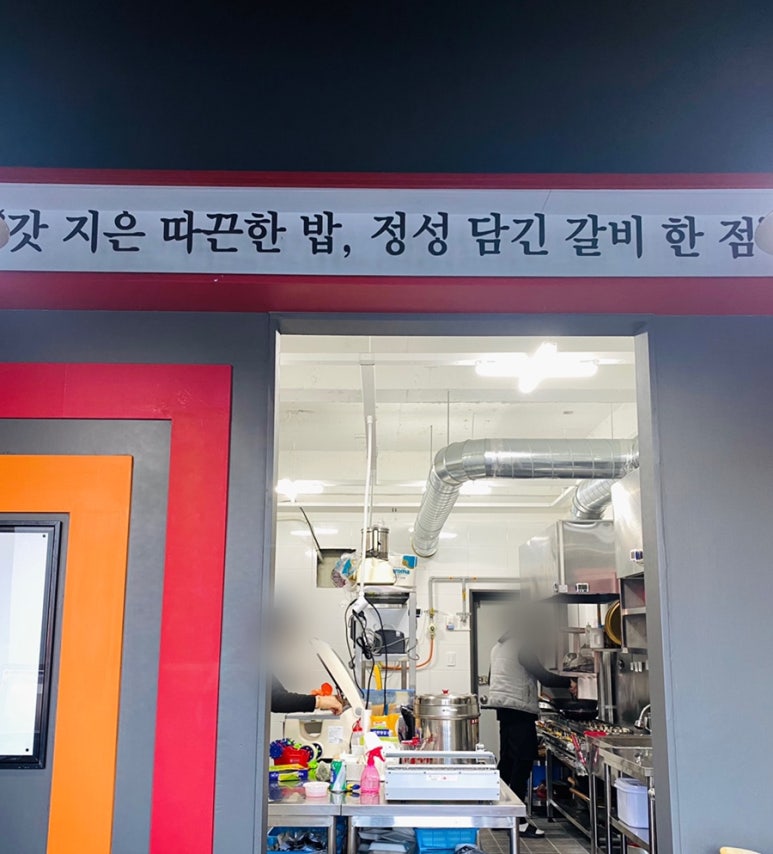 “갓 지은 따끈한 밥, 정성 담긴 갈비 한 점”